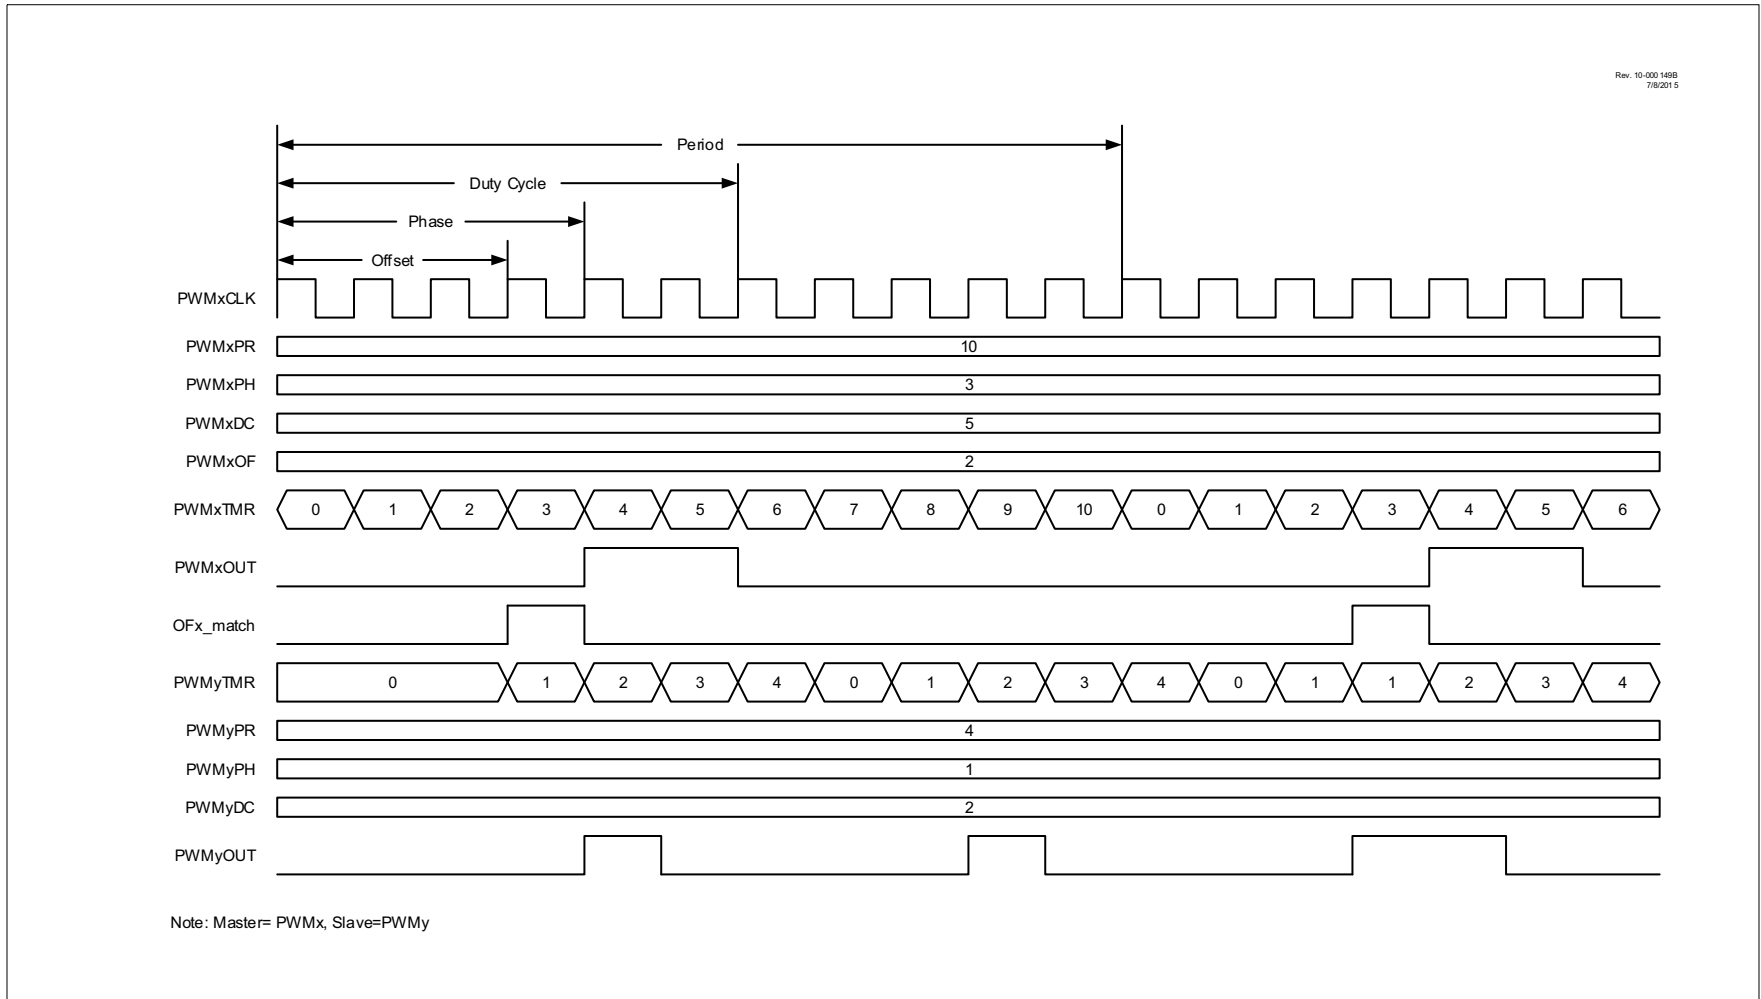 Rev. 10-000 149B
7/8/201 5
Period
Duty Cycle
Phase
Offset
PWMxCLK
PWMxPR 10
PWMxPH 3
PWMxDC 5
PWMxOF 2
PWMxTMR 0 1 2 3 4 5 6 7 8 9 10 0 1 2 3 4 5 6
PWMxOUT
OFx_match
PWMyTMR 0 1 2 3 4 0 1 2 3 4 0 1 1 2 3 4
PWMyPR 4
PWMyPH 1
PWMyDC 2
PWMyOUT
Note: Master= PWMx, Slave=PWMy